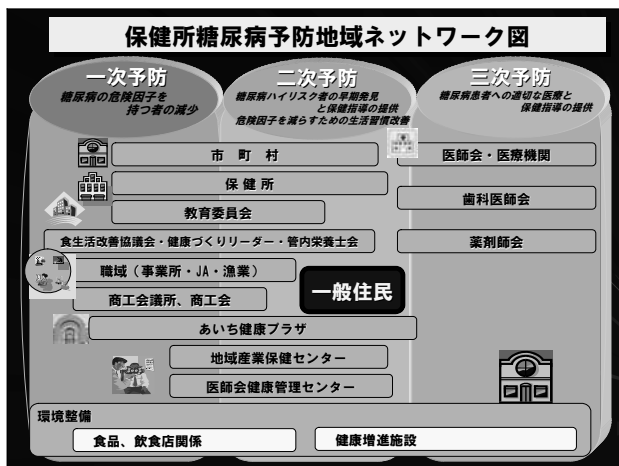 保健所糖尿病予防地域ネットワーク図
一次予防
糖尿病の危険因子を
持つ者の減少
二次予防
糖尿病ハイリスク者の早期発見
と保健指導の提供
危険因子を減らすための生活習慣改善
三次予防
糖尿病患者への適切な医療と
保健指導の提供
市 町 村
医師会・医療機関
保 健 所
歯科医師会
教育委員会
食生活改善協議会・健康づくりリーダー・管内栄養士会
薬剤師会
職域（事業所・JA・漁業）
一般住民
商工会議所、商工会
あいち健康プラザ
地域産業保健センター
医師会健康管理センター
環境整備
食品、飲食店関係
健康増進施設